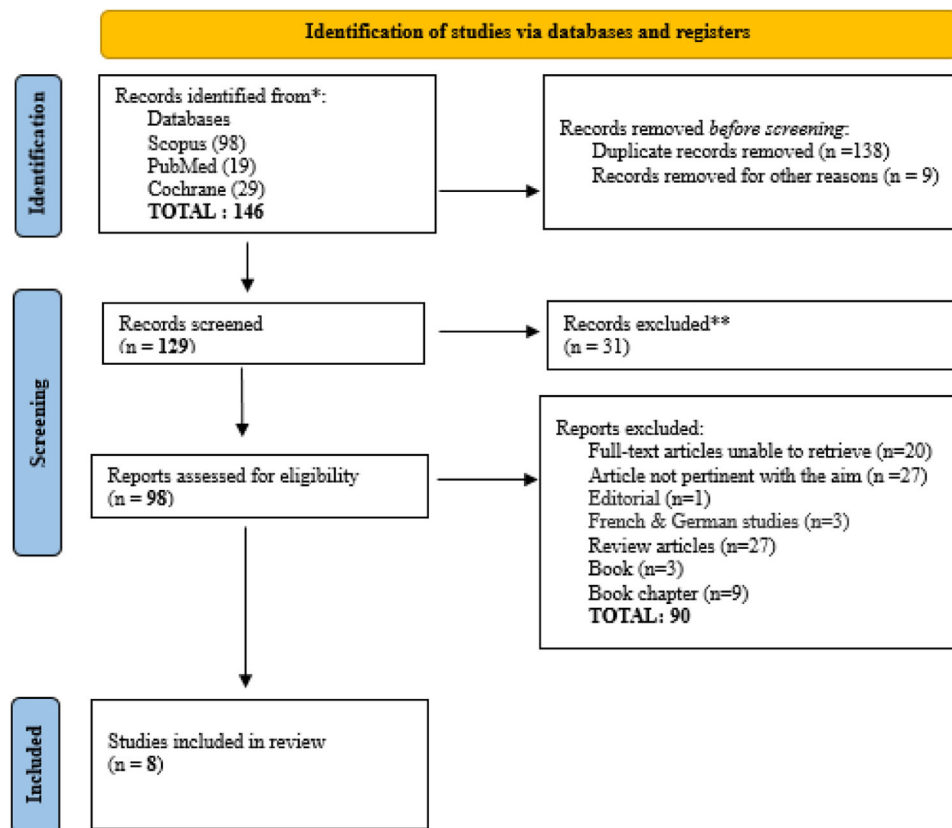 Identification of studies via databases and registers
Identification
Records identified from*:
Databases
Scopus (98)
PubMed (19)
Cochrane (29)
TOTAL : 146
Records removed before screening:
Duplicate records removed (n =138)
Records removed for other reasons (n = 9)
Screening
Records screened
(n = 129)
Records excluded**
(n = 31)
Reports assessed for eligibility
(n = 98)
Reports excluded:
Full-text articles unable to retrieve (n=20)
Article not pertinent with the aim (n =27)
Editorial (n=1)
French & German studies (n=3)
Review articles (n=27)
Book (n=3)
Book chapter (n=9)
TOTAL: 90
Included
Studies included in review
(n = 8)